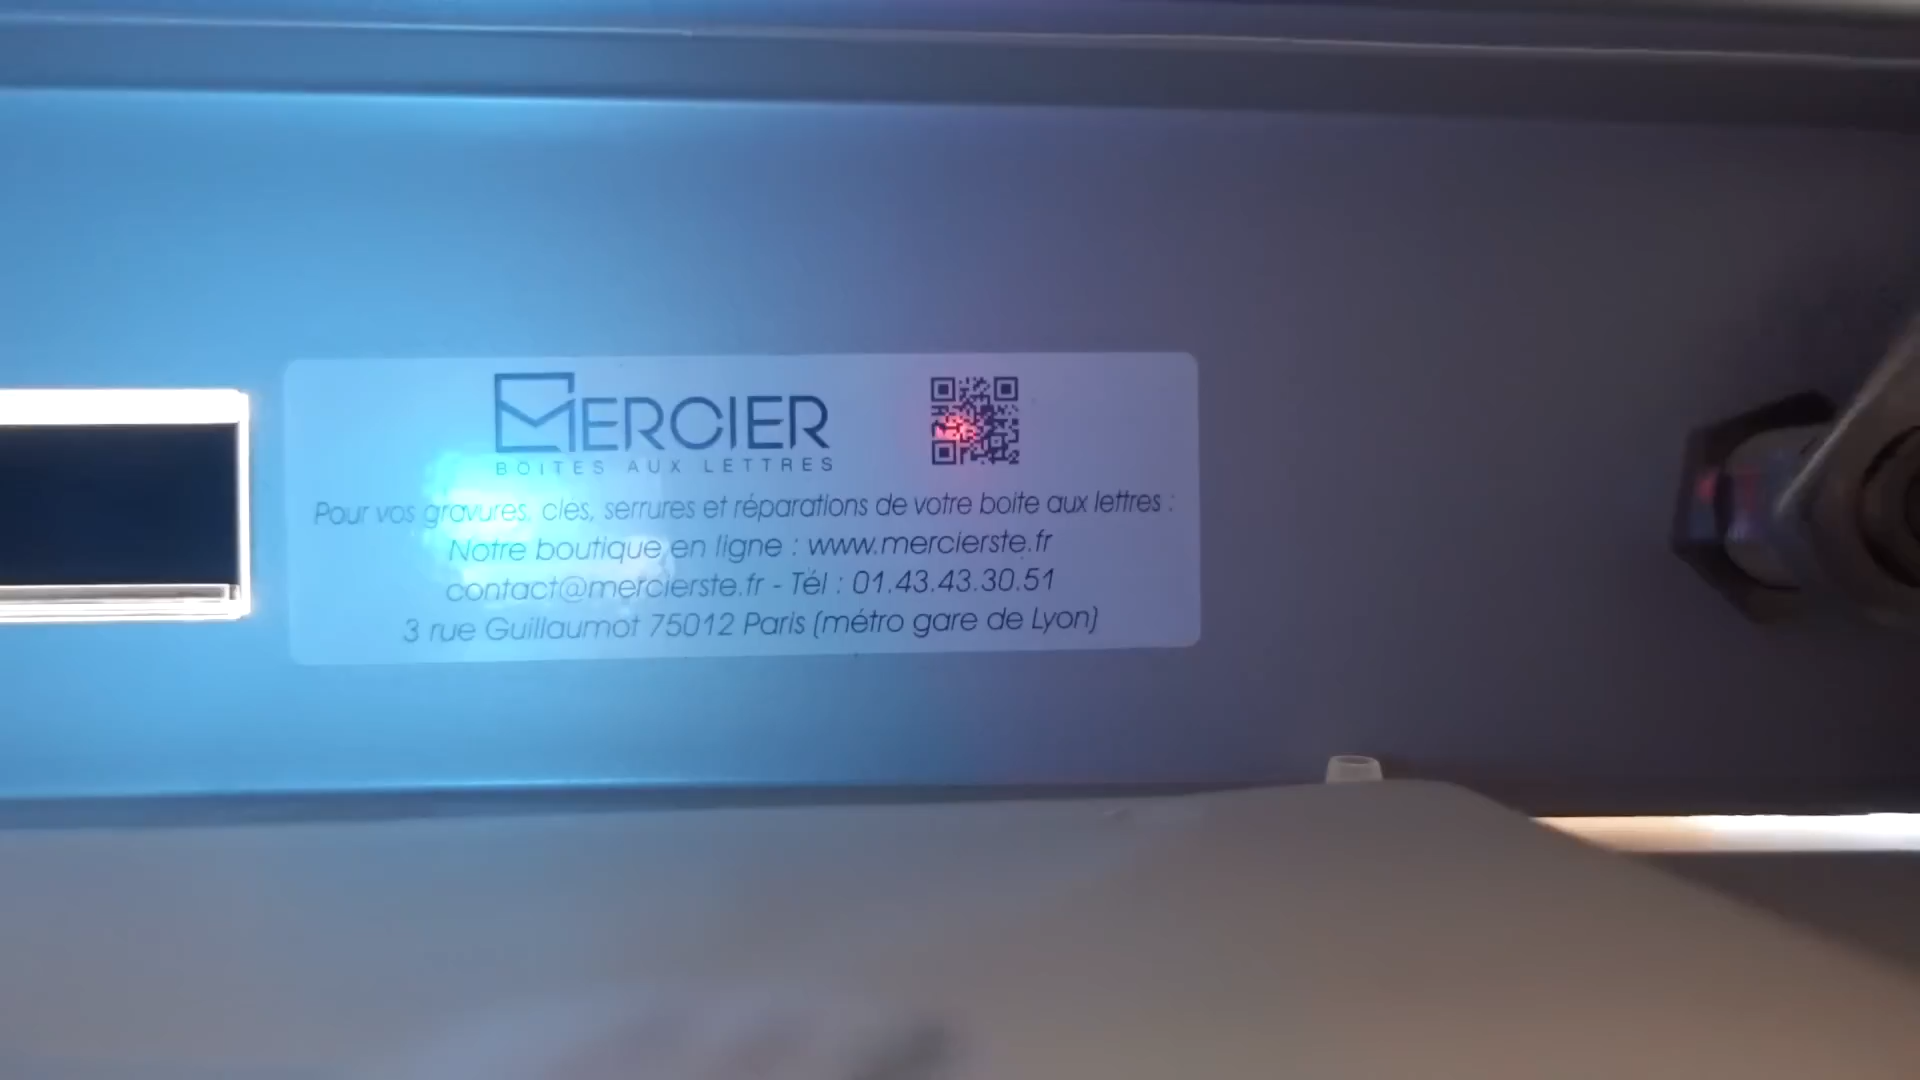 MERCIER
BOITES AUX LETTRES
Pour vos gravures, cles, serrures et réparations de votre boite aux lettres :
Notre boutique en ligne : www.mercierste.fr
contact@mercierste.fr - Tél : 01.43.43.30.51
3 rue Guillaumot 75012 Paris (métro gare de Lyon)